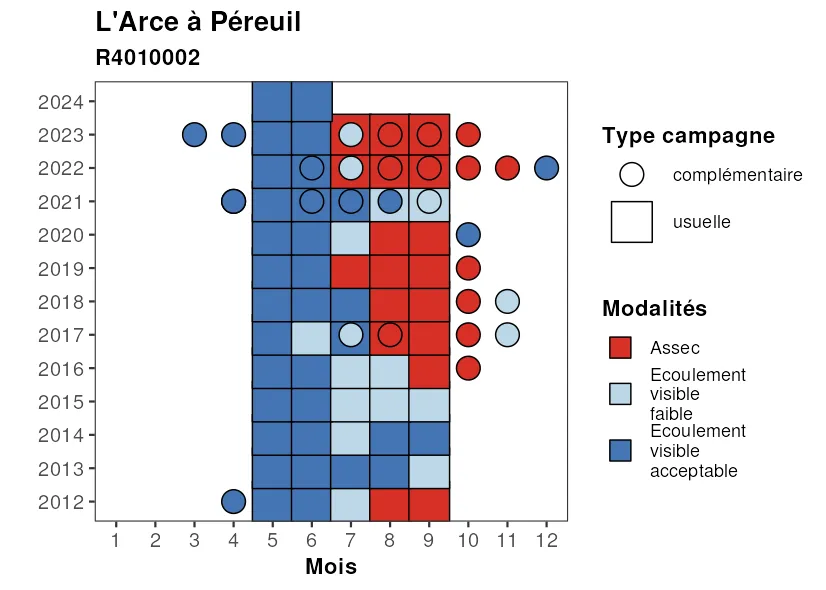 L'Arce à Péreuil
R4010002
2024
2023
2022
2021
2020
2019
2018
2017
2016
2015
2014
2013
2012
1 2 3 4 5 6 7 8 9 10 11 12
Mois
Type campagne
complémentaire
usuelle
Modalités
Assec
Ecoulement
visible
faible
Ecoulement
visible
acceptable